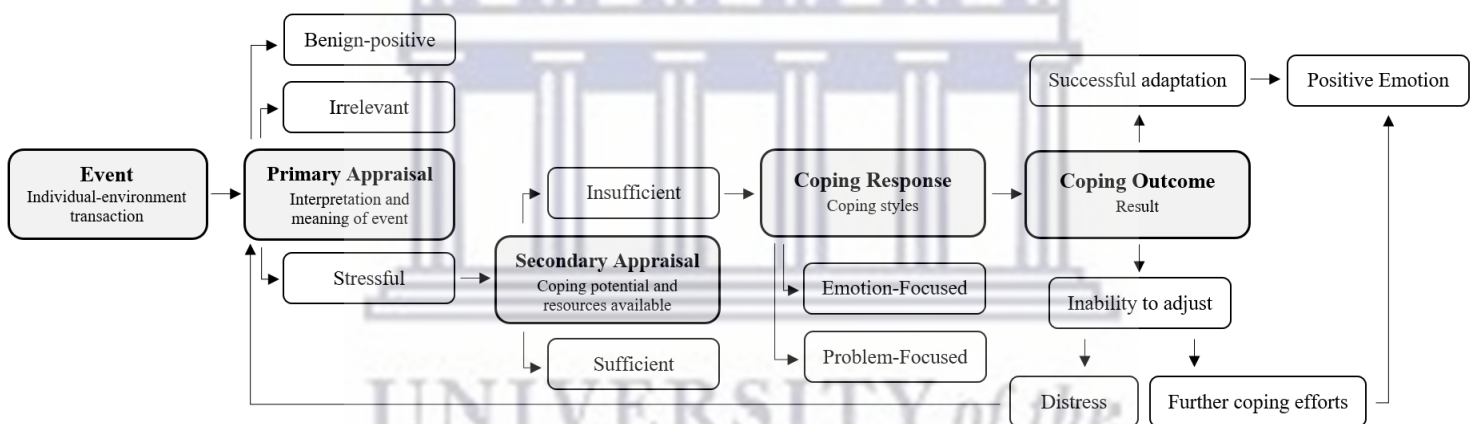 Benign-positive
Irrelevant
Event
Individual-environment
transaction
Primary Appraisal
Interpretation and
meaning of event
Stressful
Insufficient
Secondary Appraisal
Coping potential and
resources available
Sufficient
Coping Response
Coping styles
Emotion-Focused
Problem-Focused
Successful adaptation
Positive Emotion
Coping Outcome
Result
Inability to adjust
Distress
Further coping efforts
UNIVERSITY of the